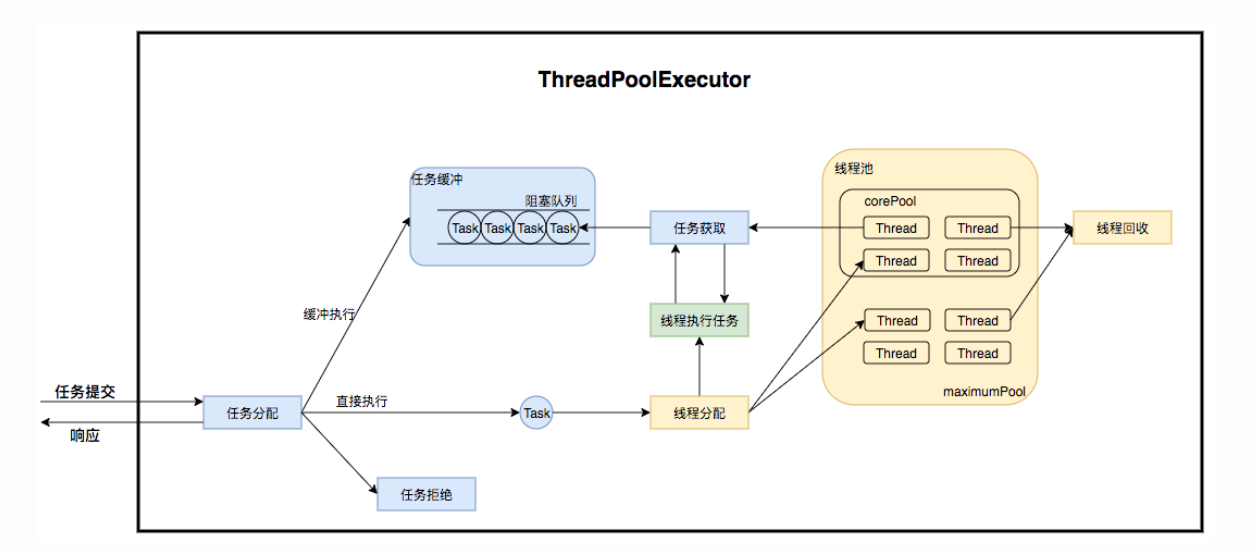 ThreadPoolExecutor
任务缓冲
阻塞队列
Task Task Task Task
任务获取
线程池
corePool
Thread Thread
Thread Thread
线程回收
缓冲执行
线程执行任务
Thread Thread
Thread Thread
maximumPool
任务提交
响应
任务分配
直接执行
Task
线程分配
任务拒绝